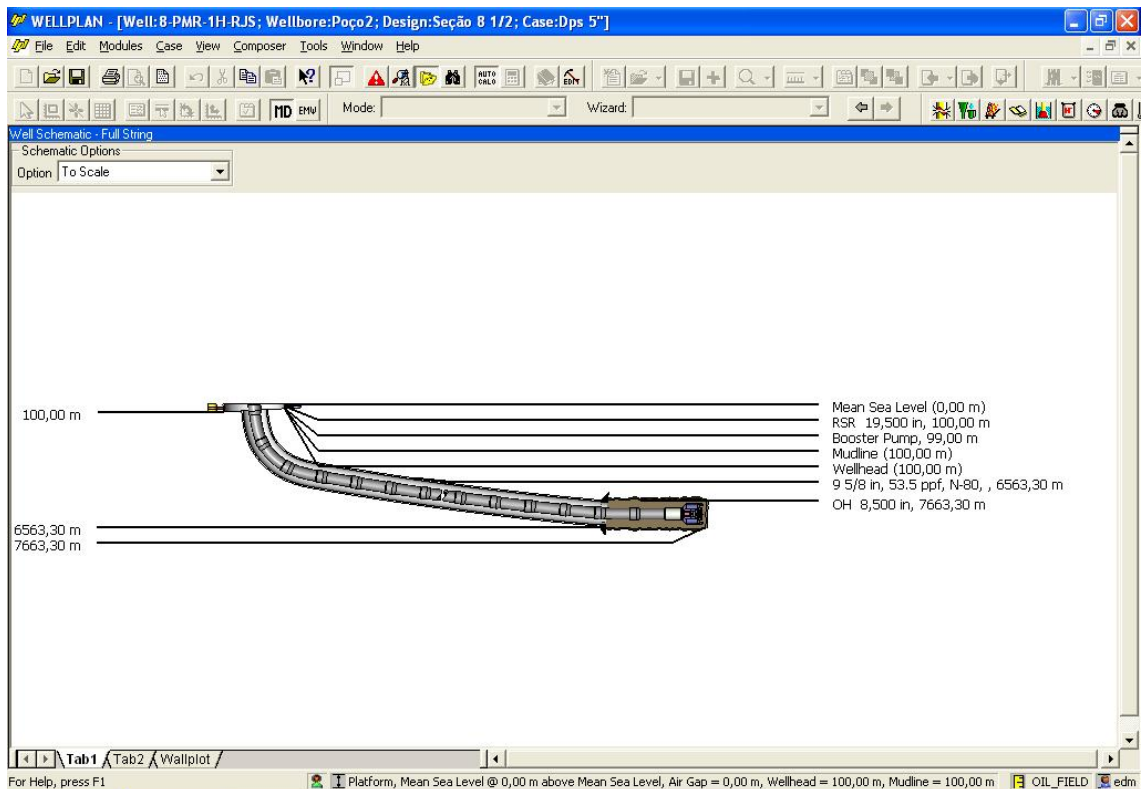 WELLPLAN - [Well:8-PMR-1H-RJS; Wellbore:Poço2; Design:Seção 8 1/2; Case:Dps 5"]
File Edit Modules Case View Composer Tools Window Help
AUTO CALC EDIT
MD EMW Mode: Wizard:
Well Schematic - Full String
Schematic Options
Option To Scale
100,00 m
Mean Sea Level (0,00 m)
RSR 19,500 in, 100,00 m
Booster Pump, 99,00 m
Mudline (100,00 m)
Wellhead (100,00 m)
9 5/8 in, 53.5 ppf, N-80, , 6563,30 m
OH 8,500 in, 7663,30 m
6563,30 m
7663,30 m
Tab1 Tab2 Wallplot
For Help, press F1 Platform, Mean Sea Level @ 0,00 m above Mean Sea Level, Air Gap = 0,00 m, Wellhead = 100,00 m, Mudline = 100,00 m OIL_FIELD edm